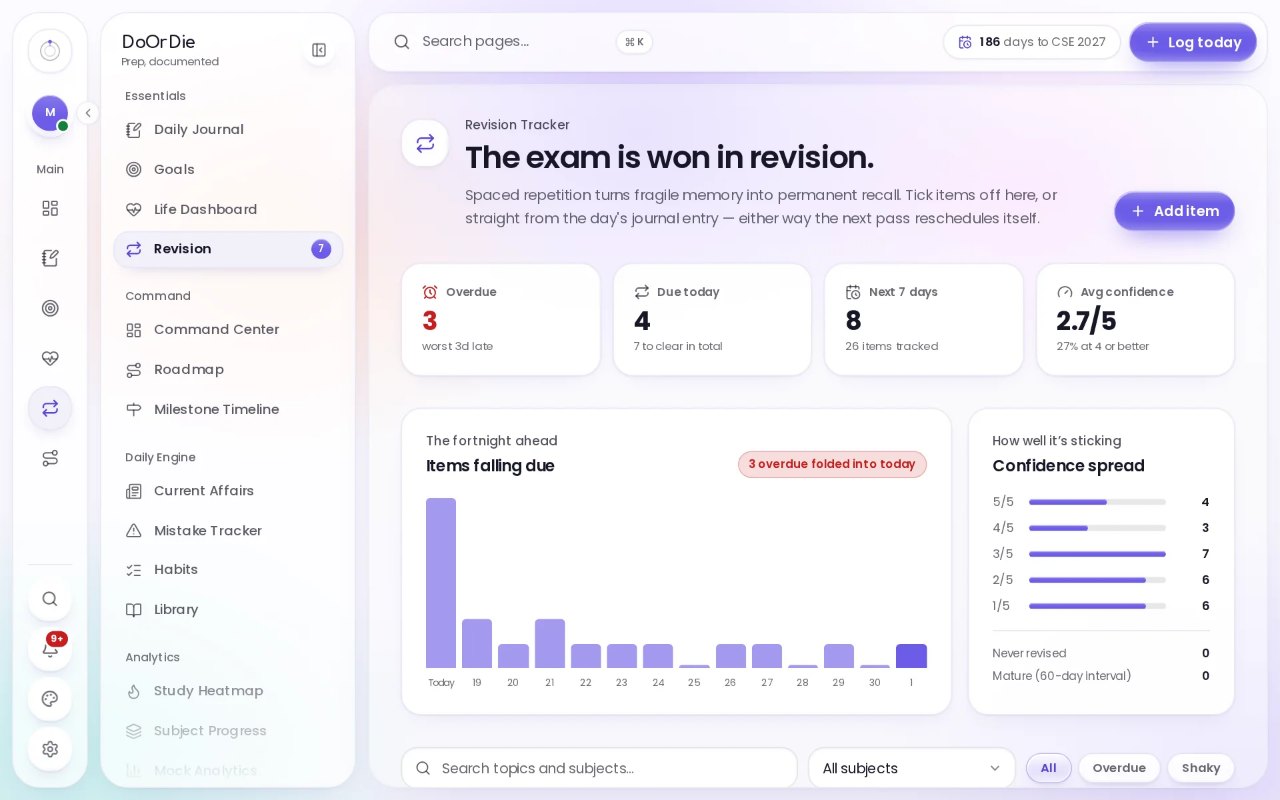 M
Main
9+
DoOrDie
Prep, documented
Essentials
Daily Journal
Goals
Life Dashboard
Revision 7
Command
Command Center
Roadmap
Milestone Timeline
Daily Engine
Current Affairs
Mistake Tracker
Habits
Library
Analytics
Study Heatmap
Subject Progress
Mock Analytics
Search pages... ⌘ K
186 days to CSE 2027
+ Log today
Revision Tracker
The exam is won in revision.
Spaced repetition turns fragile memory into permanent recall. Tick items off here, or
straight from the day's journal entry — either way the next pass reschedules itself.
+ Add item
Overdue
3
worst 3d late
Due today
4
7 to clear in total
Next 7 days
8
26 items tracked
Avg confidence
2.7/5
27% at 4 or better
The fortnight ahead
Items falling due
3 overdue folded into today
Today 19 20 21 22 23 24 25 26 27 28 29 30 1
How well it's sticking
Confidence spread
5/5 4
4/5 3
3/5 7
2/5 6
1/5 6
Never revised 0
Mature (60-day interval) 0
Search topics and subjects...
All subjects
All
Overdue
Shaky